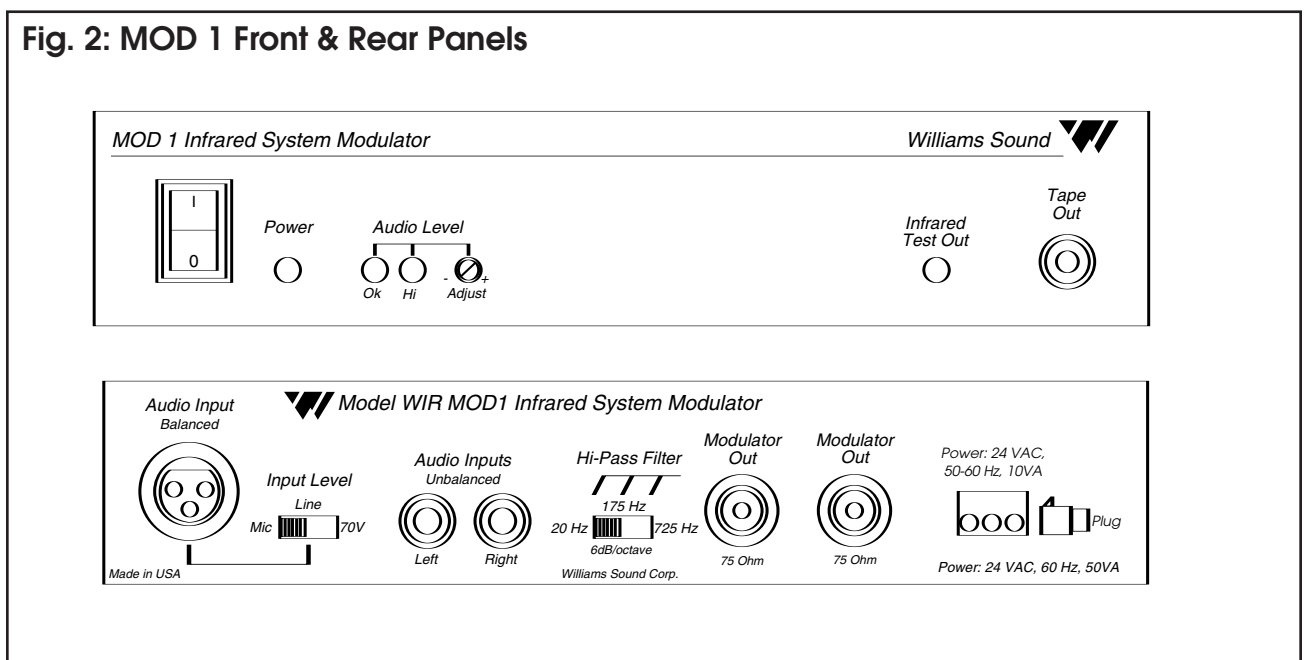 Fig. 2: MOD 1 Front & Rear Panels
MOD 1 Infrared System Modulator
Williams Sound
I
0
Power
Audio Level
Ok
Hi
- +
Adjust
Infrared
Test Out
Tape
Out
Audio Input
Balanced
Model WIR MOD1 Infrared System Modulator
Input Level
Line
Mic
70V
Made in USA
Audio Inputs
Unbalanced
Left
Right
Hi-Pass Filter
175 Hz
20 Hz
725 Hz
6dB/octave
Williams Sound Corp.
Modulator
Out
75 Ohm
Modulator
Out
75 Ohm
Power: 24 VAC,
50-60 Hz, 10VA
Plug
Power: 24 VAC, 60 Hz, 50VA